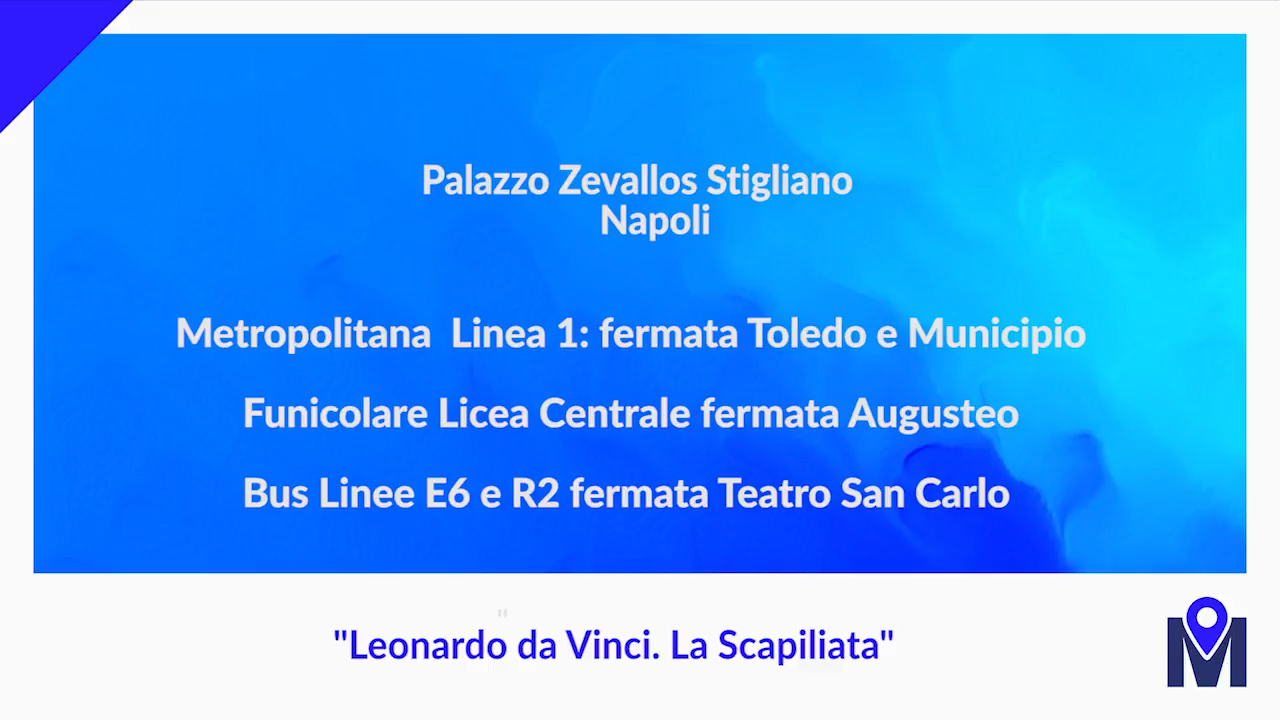 Palazzo Zevallos Stigliano
Napoli
Metropolitana  Linea 1: fermata Toledo e Municipio
Funicolare Licea Centrale fermata Augusteo
Bus Linee E6 e R2 fermata Teatro San Carlo
"
"Leonardo da Vinci. La Scapiliata"
M